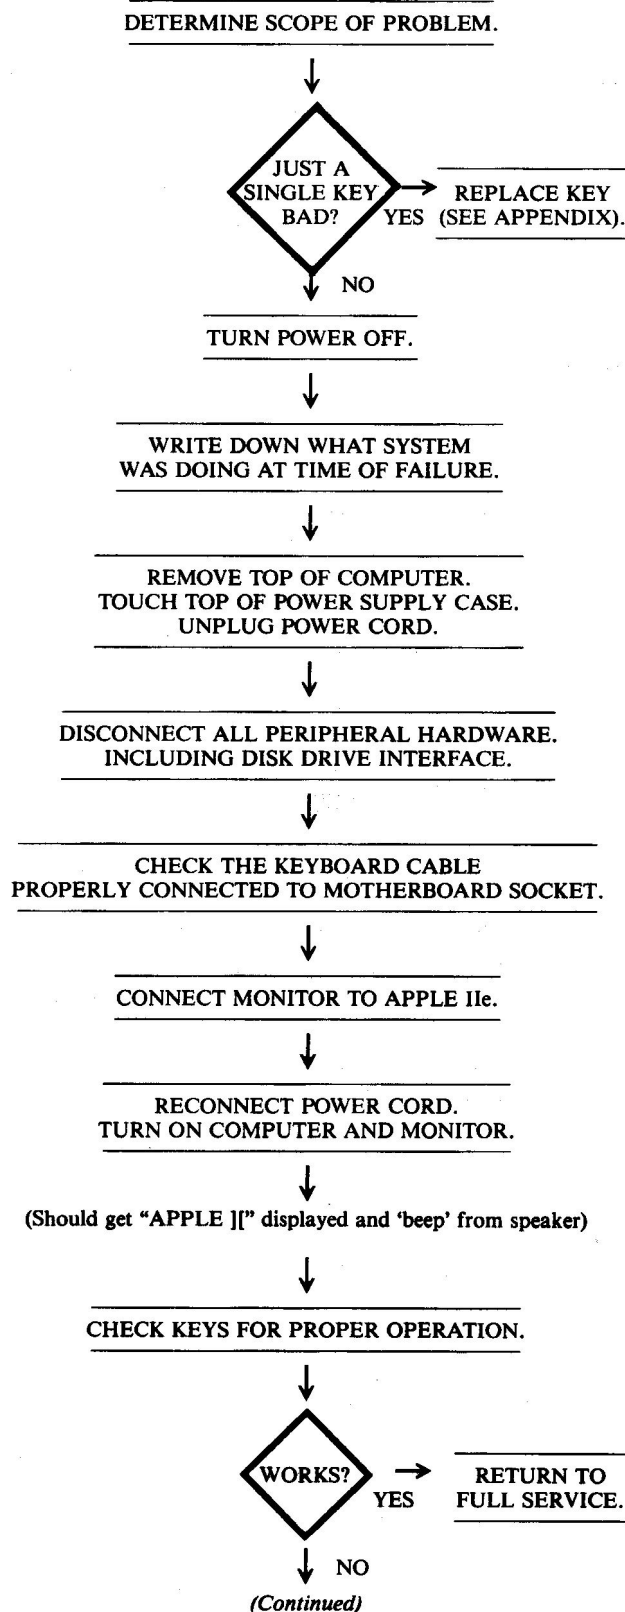 DETERMINE SCOPE OF PROBLEM.
JUST A
SINGLE KEY
BAD?
YES
REPLACE KEY
(SEE APPENDIX).
NO
TURN POWER OFF.
WRITE DOWN WHAT SYSTEM
WAS DOING AT TIME OF FAILURE.
REMOVE TOP OF COMPUTER.
TOUCH TOP OF POWER SUPPLY CASE.
UNPLUG POWER CORD.
DISCONNECT ALL PERIPHERAL HARDWARE.
INCLUDING DISK DRIVE INTERFACE.
CHECK THE KEYBOARD CABLE
PROPERLY CONNECTED TO MOTHERBOARD SOCKET.
CONNECT MONITOR TO APPLE IIe.
RECONNECT POWER CORD.
TURN ON COMPUTER AND MONITOR.
(Should get “APPLE ][” displayed and ‘beep’ from speaker)
CHECK KEYS FOR PROPER OPERATION.
WORKS?
YES
RETURN TO
FULL SERVICE.
NO
(Continued)